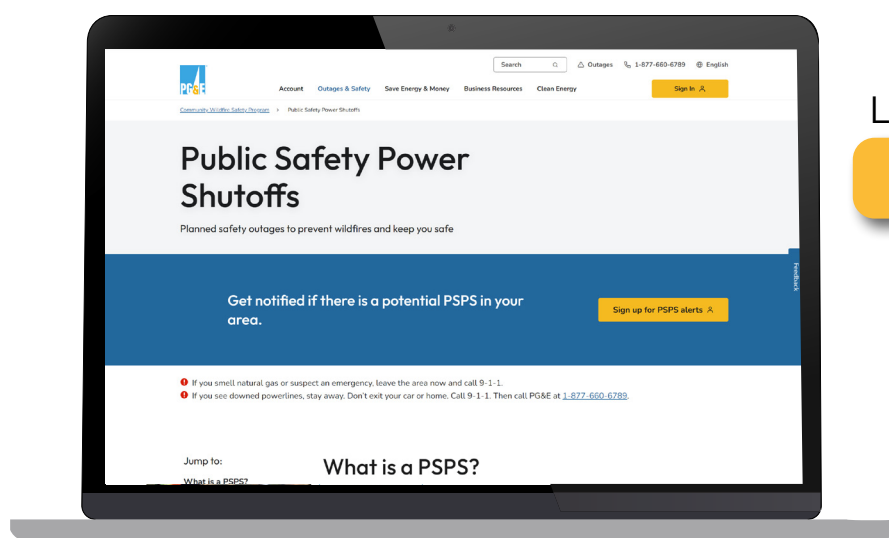 Search
Outages
1-877-660-6789
English
PG&E
Account
Outages & Safety
Save Energy & Money
Business Resources
Clean Energy
Sign In
Community Wildfire Safety Program
Public Safety Power Shutoffs
Public Safety Power
Shutoffs
Planned safety outages to prevent wildfires and keep you safe
Feedback
Get notified if there is a potential PSPS in your
area.
Sign up for PSPS alerts
If you smell natural gas or suspect an emergency, leave the area now and call 9-1-1.
If you see downed powerlines, stay away. Don't exit your car or home. Call 9-1-1. Then call PG&E at 1-877-660-6789.
Jump to:
What is a PSPS?
What is a PSPS?